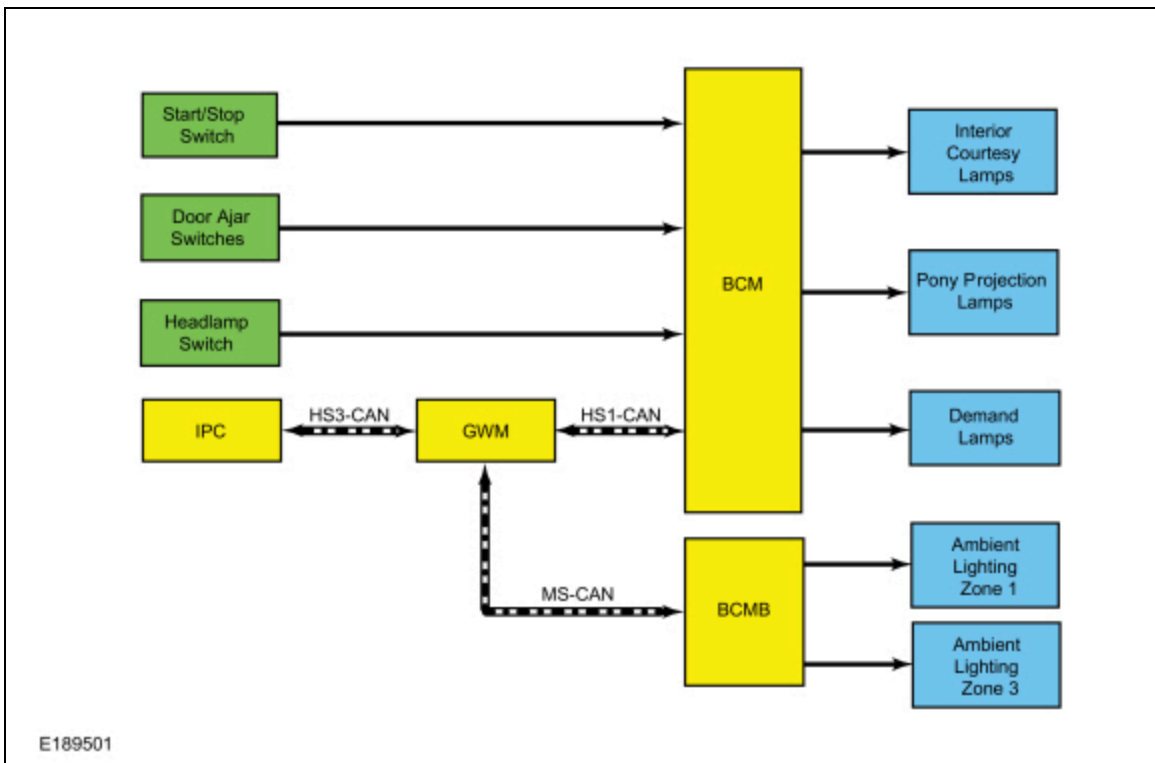 Start/Stop
Switch
Door Ajar
Switches
Headlamp
Switch
IPC
HS3-CAN
GWM
HS1-CAN
MS-CAN
BCM
BCMB
Interior
Courtesy
Lamps
Pony Projection
Lamps
Demand
Lamps
Ambient
Lighting
Zone 1
Ambient
Lighting
Zone 3
E189501